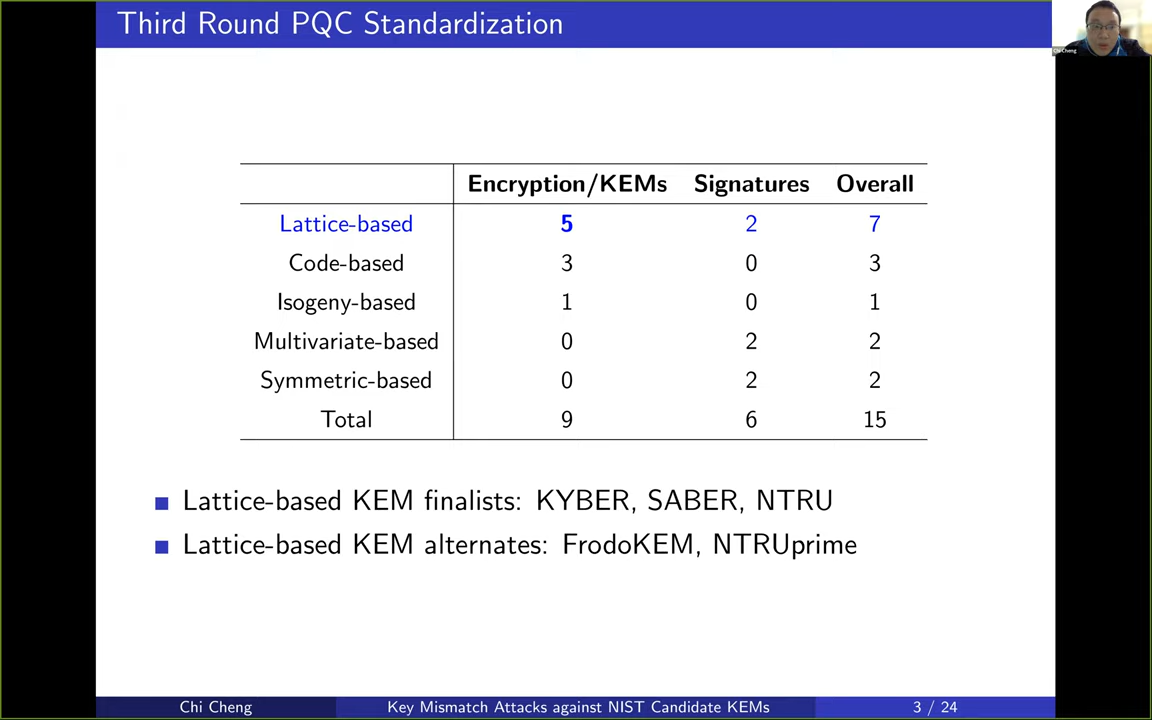 Third Round PQC Standardization
Chi Cheng
Encryption/KEMs Signatures Overall
Lattice-based 5 2 7
Code-based 3 0 3
Isogeny-based 1 0 1
Multivariate-based 0 2 2
Symmetric-based 0 2 2
Total 9 6 15
Lattice-based KEM finalists: KYBER, SABER, NTRU
Lattice-based KEM alternates: FrodoKEM, NTRUprime
Chi Cheng Key Mismatch Attacks against NIST Candidate KEMs 3 / 24